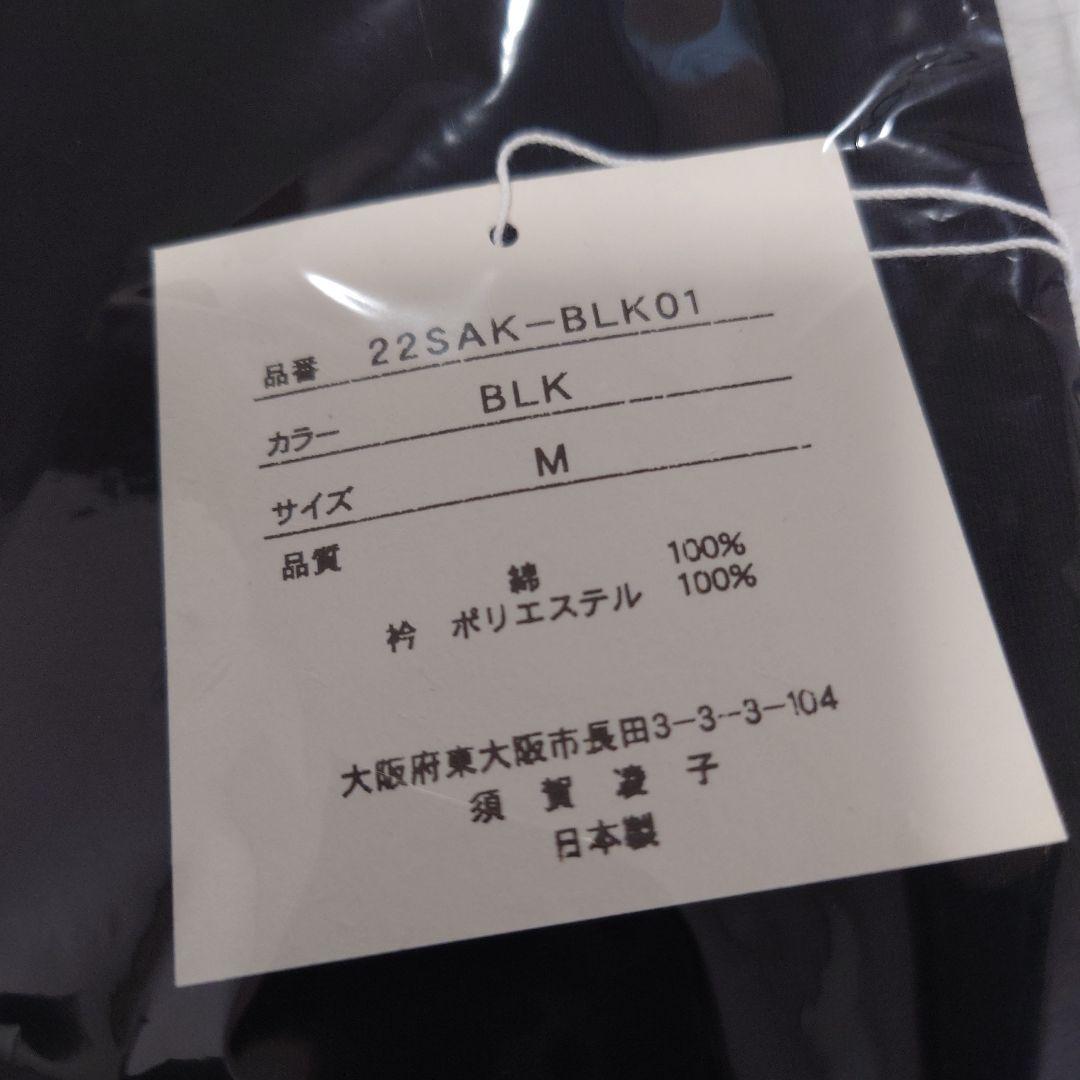 品番 22SAK-BLK01
カラー BLK
サイズ M
品質 綿 100%
衿 ポリエステル 100%
大阪府東大阪市長田3-3-3-104
須賀凌子
日本製